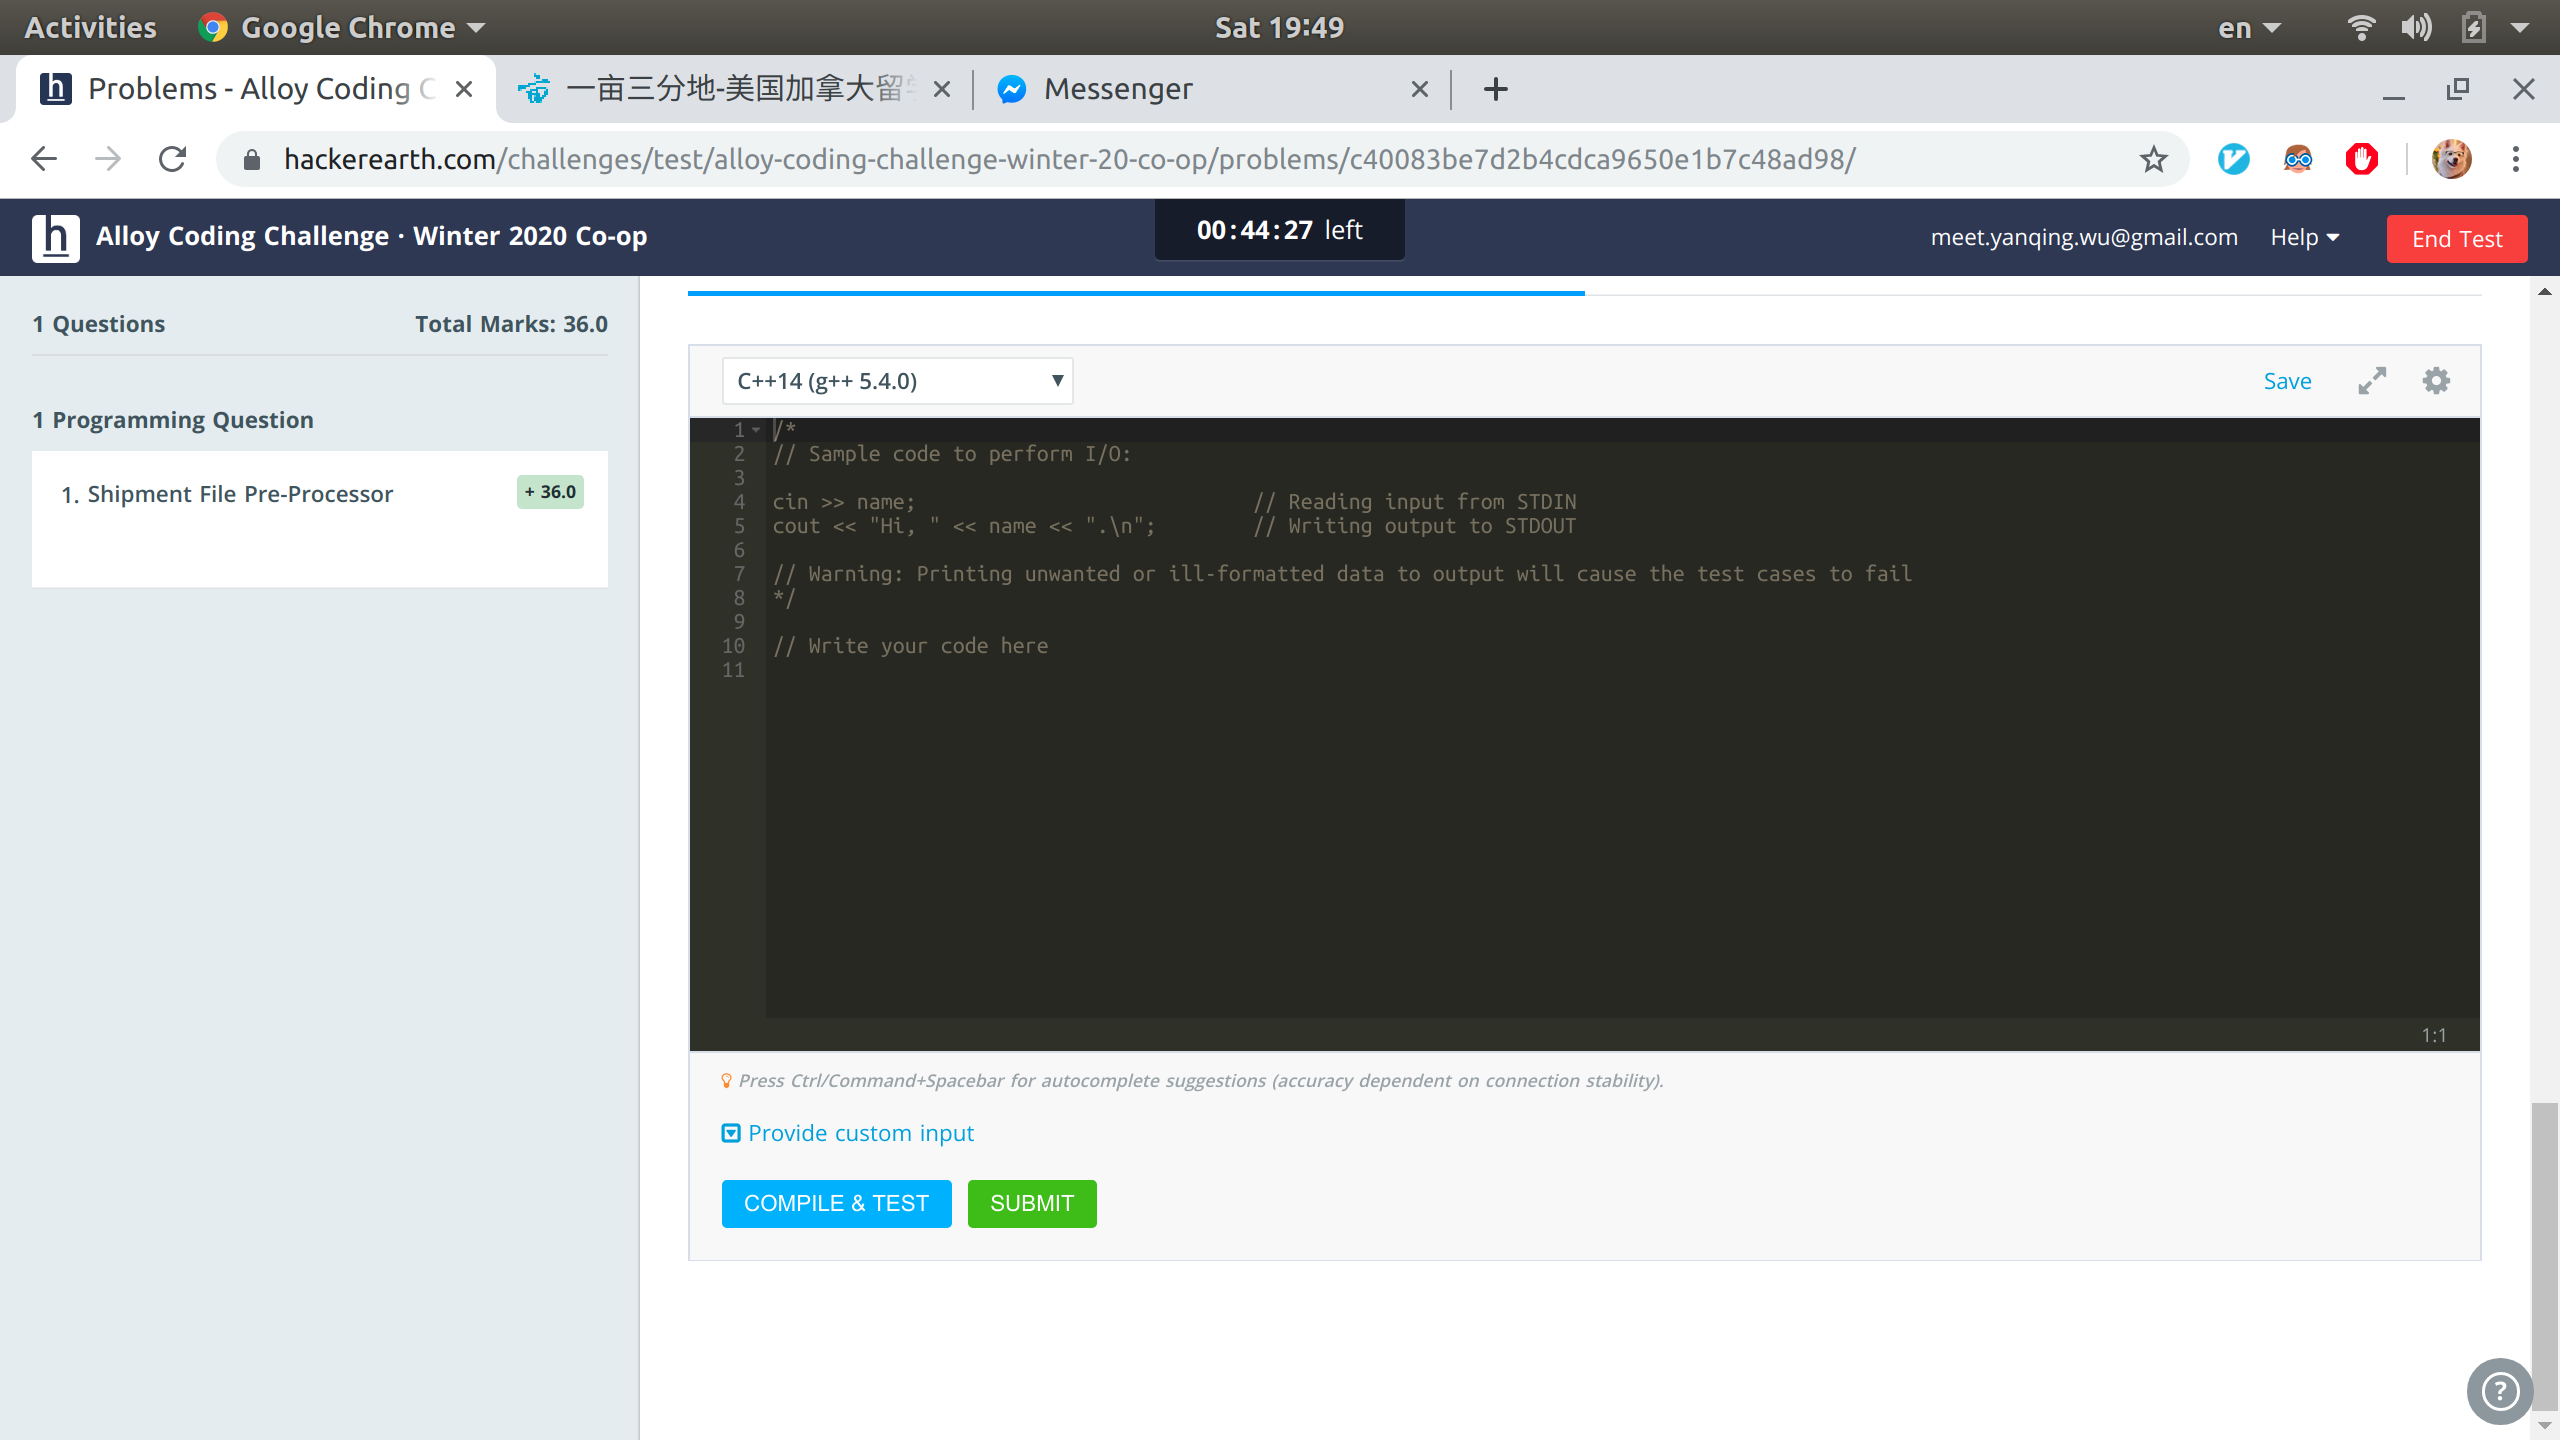 Activities Google Chrome Sat 19:49 en
Problems - Alloy Coding C 一亩三分地-美国加拿大留 Messenger
hackerearth.com/challenges/test/alloy-coding-challenge-winter-20-co-op/problems/c40083be7d2b4cdca9650e1b7c48ad98/
h Alloy Coding Challenge · Winter 2020 Co-op 00:44:27 left meet.yanqing.wu@gmail.com Help End Test
1 Questions Total Marks: 36.0
1 Programming Question
1. Shipment File Pre-Processor + 36.0
C++14 (g++ 5.4.0) Save
1 /*
2 // Sample code to perform I/O:
3
4 cin >> name; // Reading input from STDIN
5 cout << "Hi, " << name << ".\n"; // Writing output to STDOUT
6
7 // Warning: Printing unwanted or ill-formatted data to output will cause the test cases to fail
8 */
9
10 // Write your code here
11
1:1
Press Ctrl/Command+Spacebar for autocomplete suggestions (accuracy dependent on connection stability).
Provide custom input
COMPILE & TEST SUBMIT
?